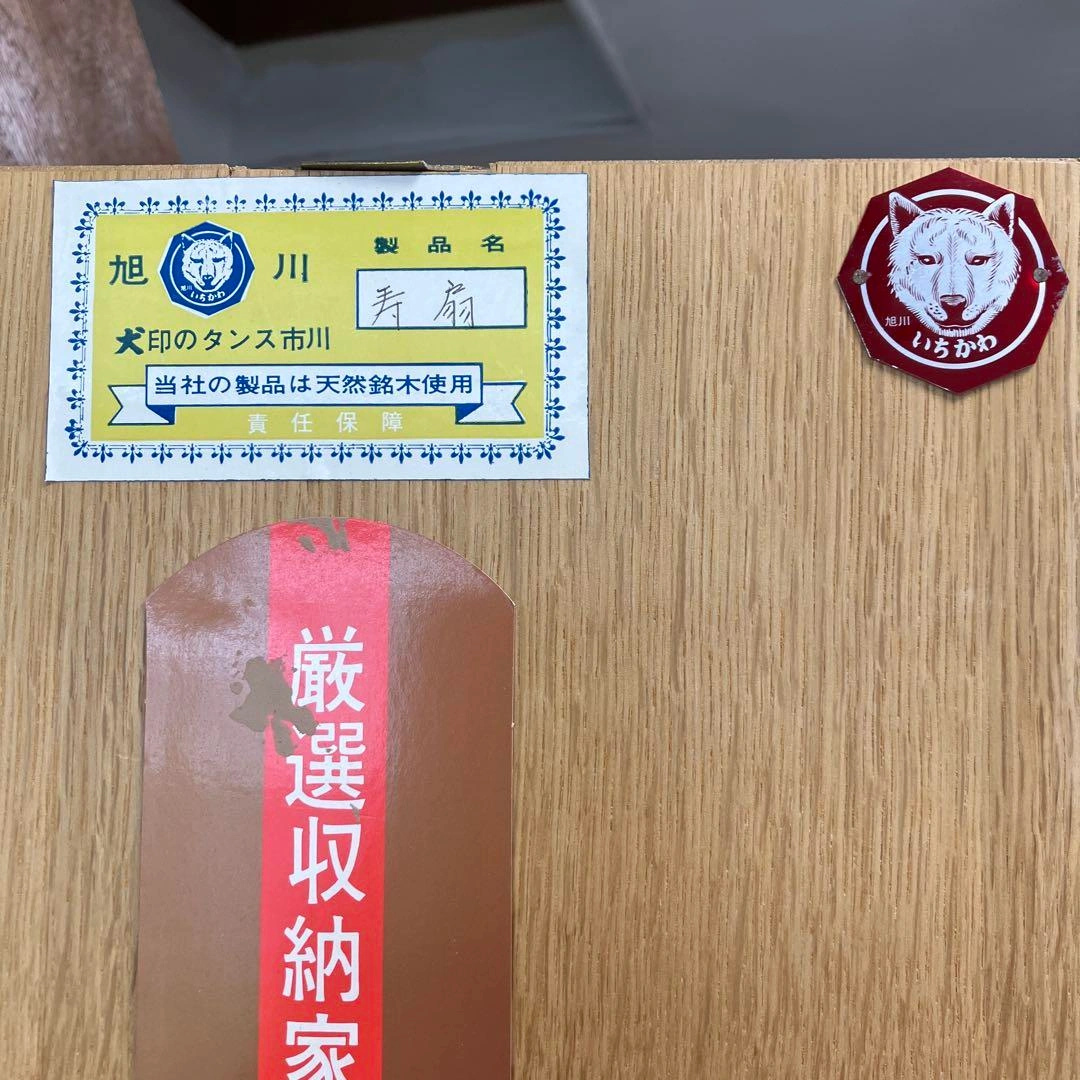 旭川
旭川
いちかわ
製品名
寿扇
犬印のタンス市川
当社の製品は天然銘木使用
責任保障
旭川
いちかわ
厳選収納家